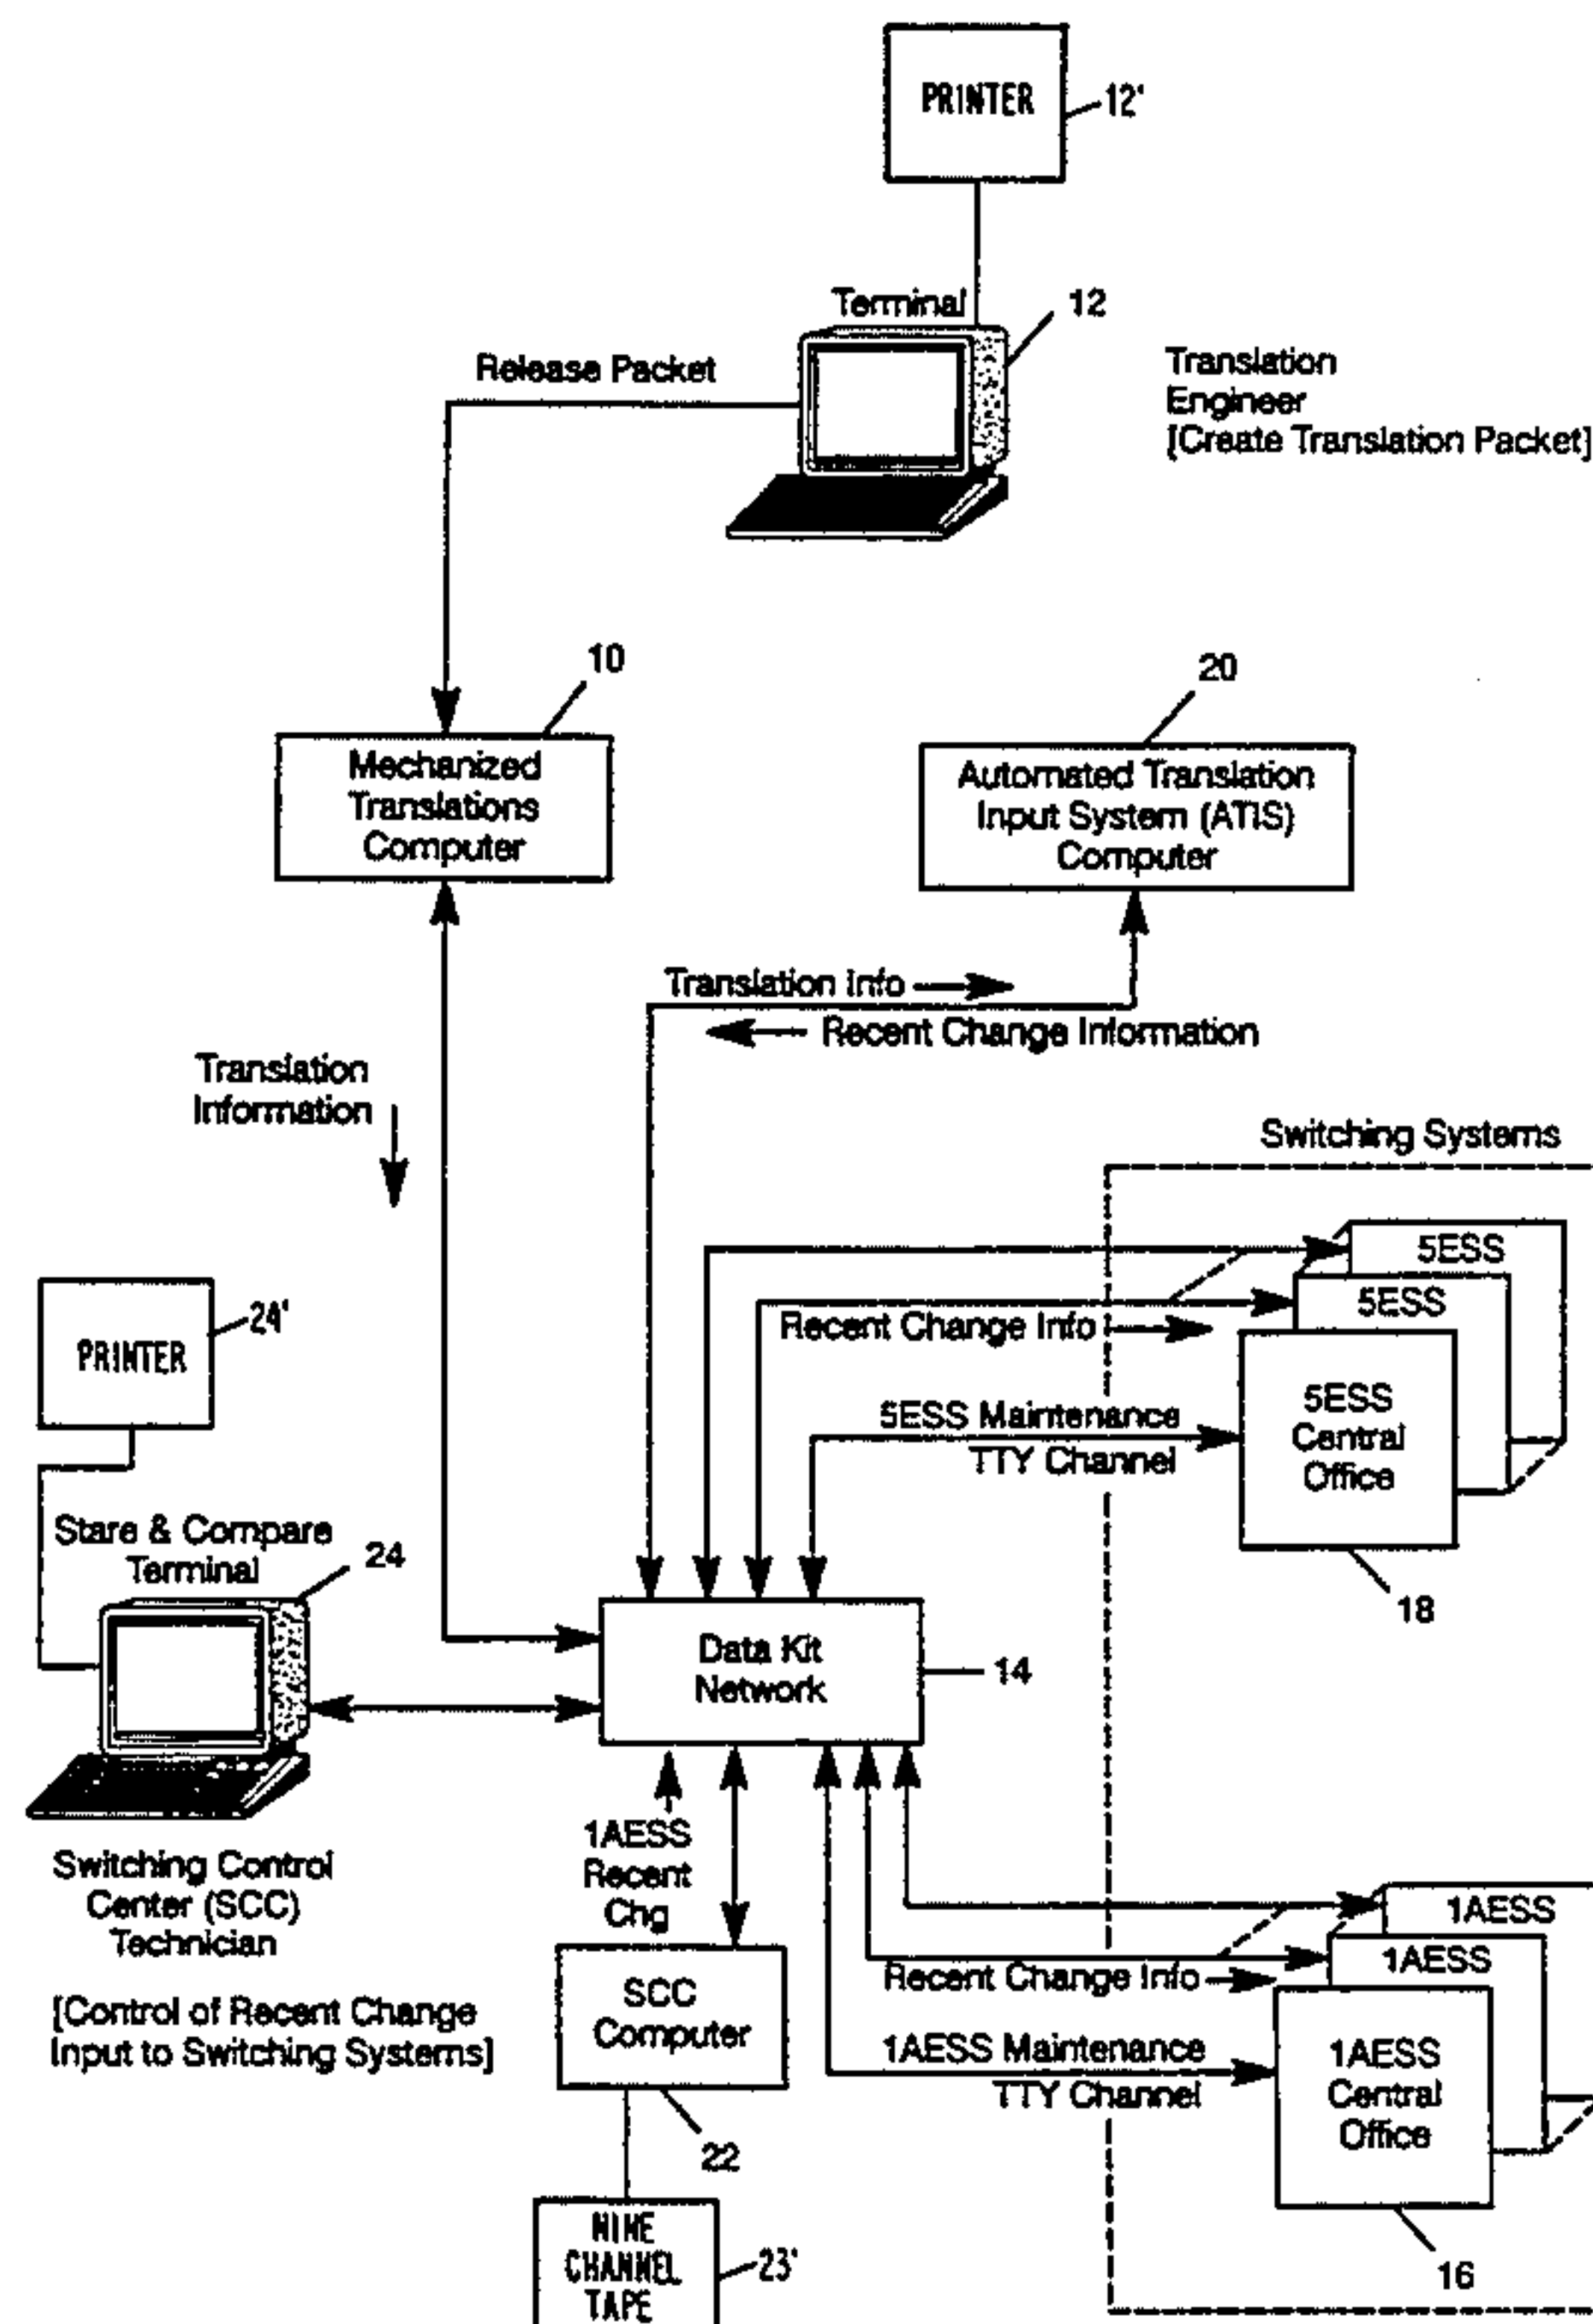 PRINTER
12'
Terminal
12
Release Packet
Translation
Engineer
[Create Translation Packet]
10
20
Mechanized
Translations
Computer
Automated Translation
Input System (ATIS)
Computer
Translation Info
Recent Change Information
Translation
Information
Switching Systems
5ESS
5ESS
Recent Change Info
5ESS
Central
Office
5ESS Maintenance
TTY Channel
18
PRINTER
24'
Stare & Compare
Terminal
24
Data Kit
Network
14
1AESS
Recent
Chg
Switching Control
Center (SCC)
Technician
[Control of Recent Change
Input to Switching Systems]
SCC
Computer
22
NINE
CHANNEL
TAPE
23'
1AESS
1AESS
Recent Change Info
1AESS Maintenance
TTY Channel
1AESS
Central
Office
16